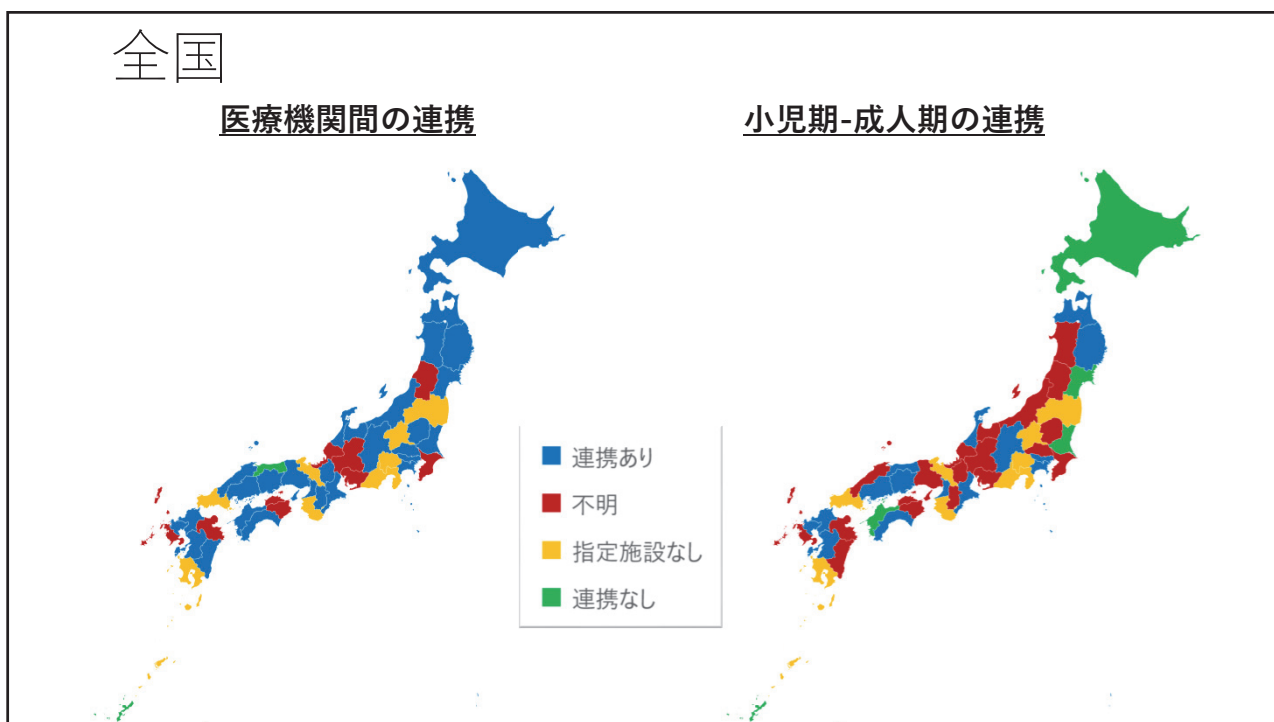 全国
医療機関間の連携
小児期-成人期の連携
連携あり
不明
指定施設なし
連携なし